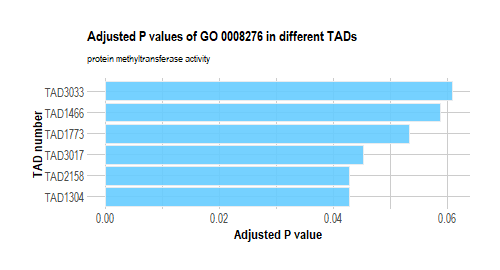 Adjusted P values of GO 0008276 in different TADs
protein methyltransferase activity
TAD3033
TAD1466
TAD1773
TAD3017
TAD2158
TAD1304
TAD number
0.00 0.02 0.04 0.06
Adjusted P value